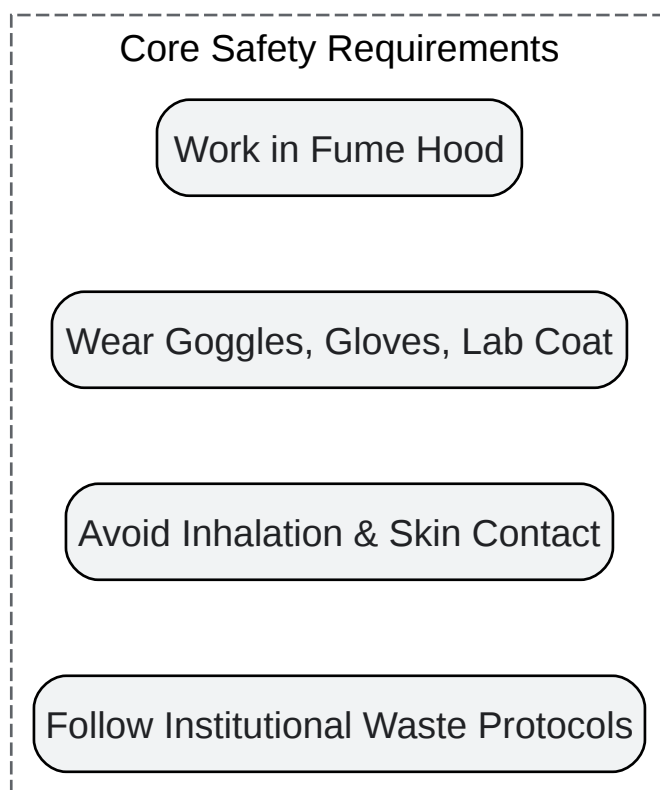 Core Safety Requirements
Work in Fume Hood
Wear Goggles, Gloves, Lab Coat
Avoid Inhalation & Skin Contact
Follow Institutional Waste Protocols